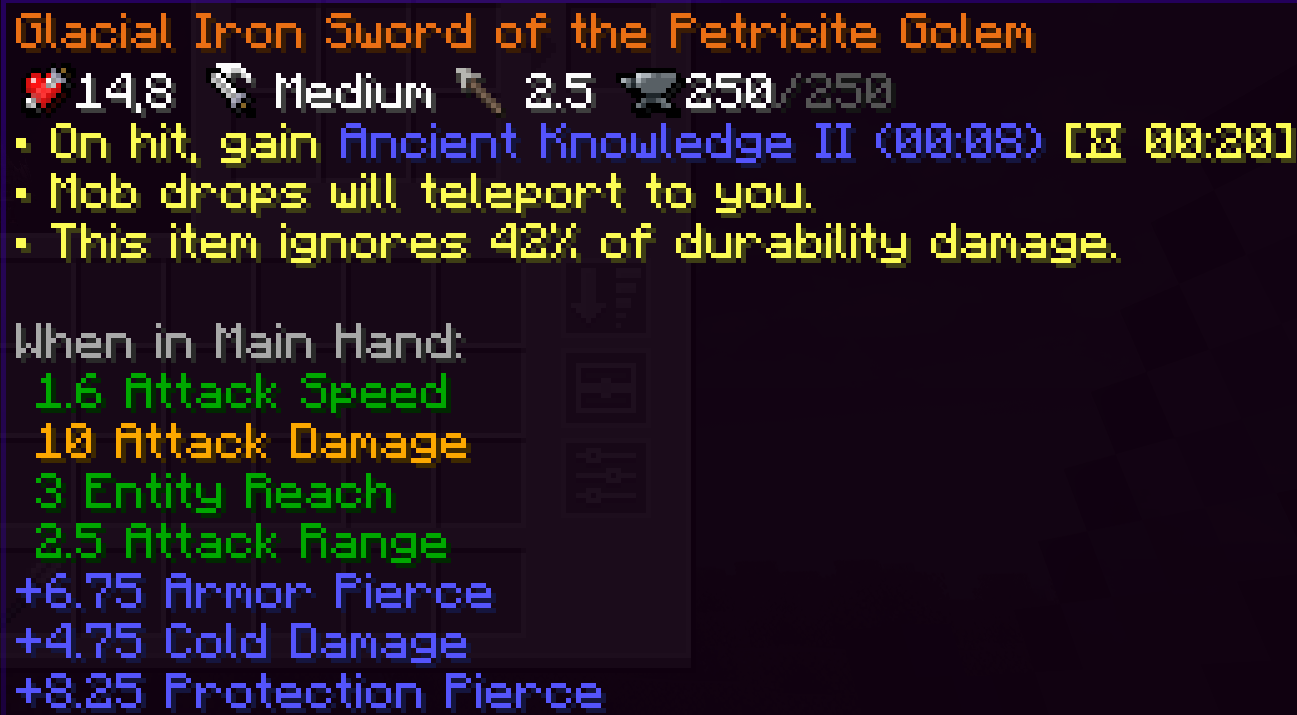 Glacial Iron Sword of the Petricite Golem
14,8 Medium 2.5 250/250
▪ On hit, gain Ancient Knowledge II (00:08) [⌛ 00:20]
▪ Mob drops will teleport to you.
▪ This item ignores 42% of durability damage.
When in Main Hand:
1.6 Attack Speed
10 Attack Damage
3 Entity Reach
2.5 Attack Range
+6.75 Armor Pierce
+4.75 Cold Damage
+8.25 Protection Pierce